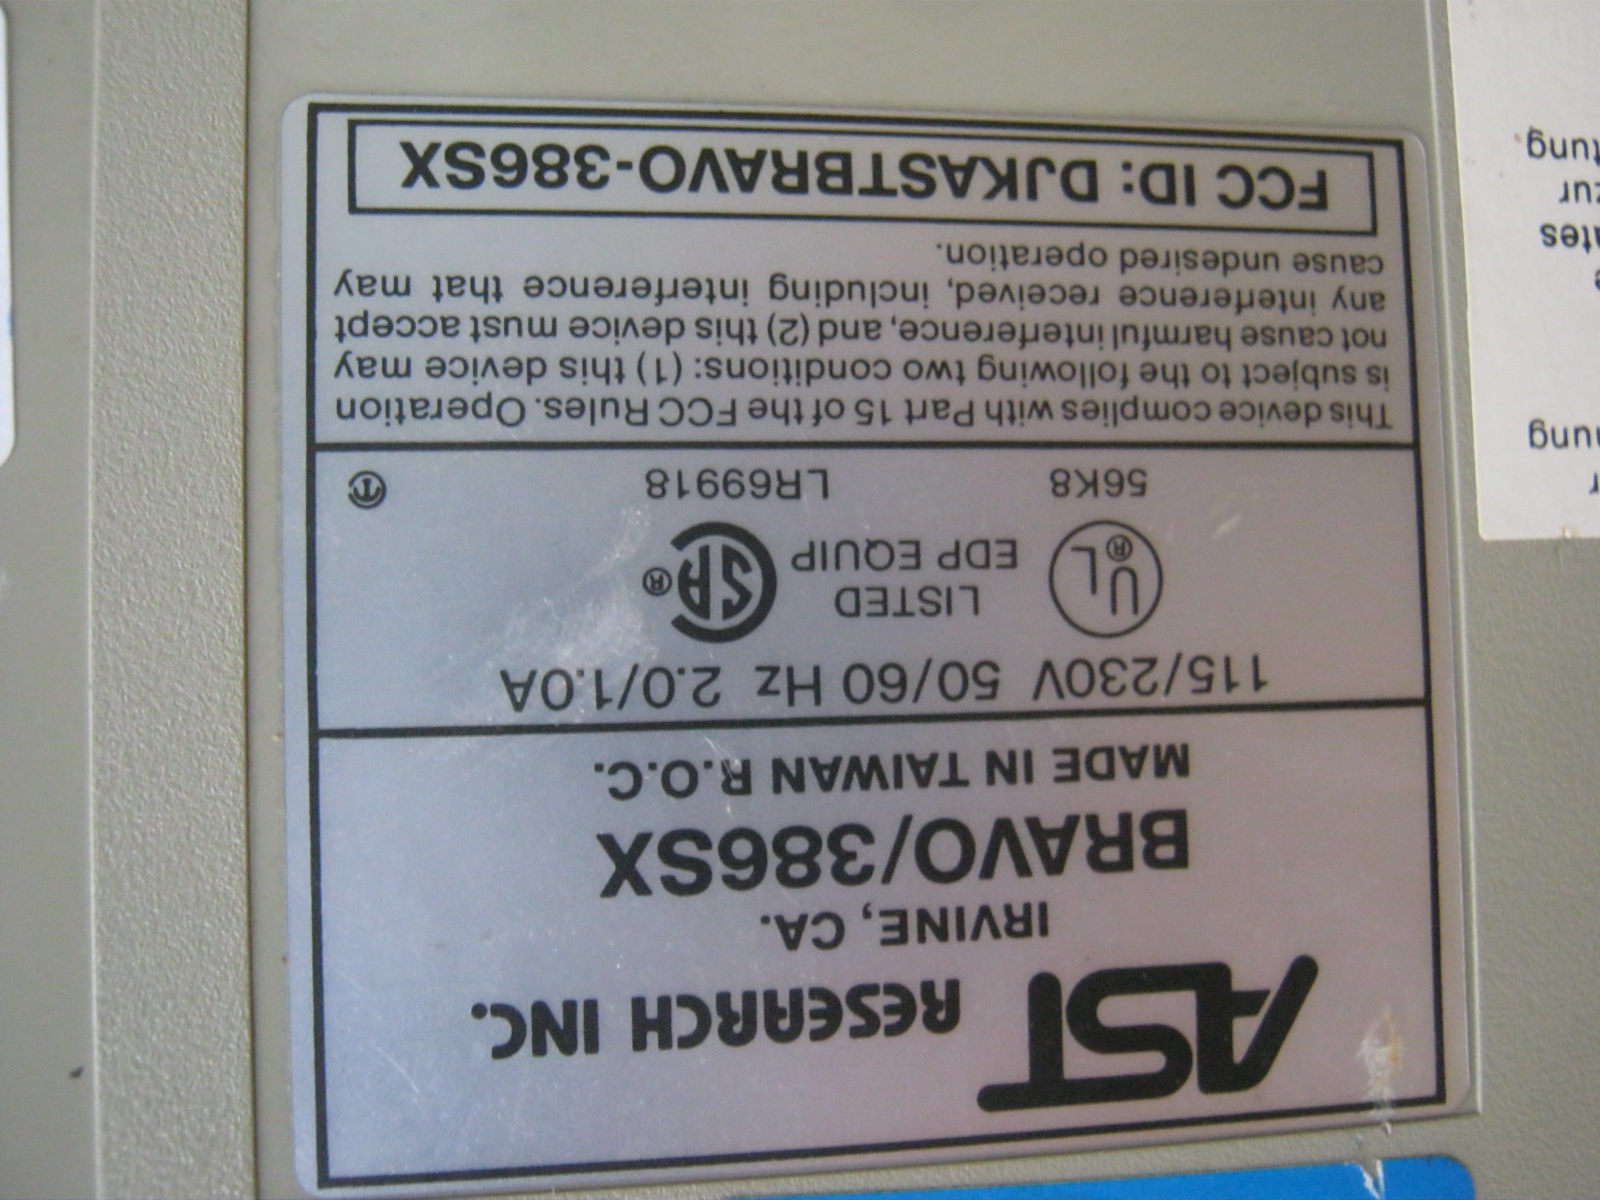 AST RESEARCH INC.
IRVINE, CA.
BRAVO/386SX
MADE IN TAIWAN R.O.C.
115/230V 50/60 Hz 2.0/1.0A
UL® LISTED EDP EQUIP SA®
56K8 LR69918
This device complies with Part 15 of the FCC Rules. Operation
is subject to the following two conditions: (1) this device may
not cause harmful interference, and (2) this device must accept
any interference received, including interference that may
cause undesired operation.
FCC ID: DJKASTBRAVO-386SX
zur